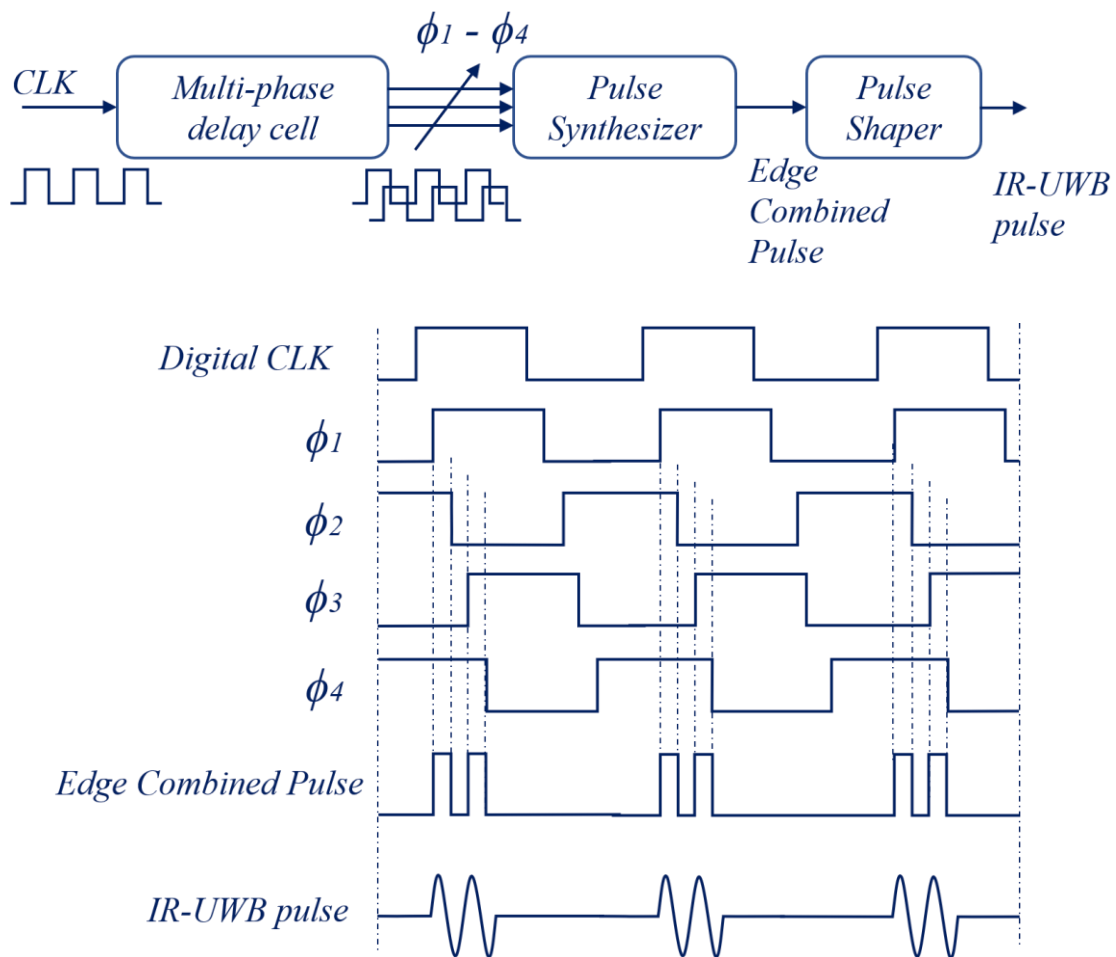 ϕ1 - ϕ4
CLK
Multi-phase
delay cell
Pulse
Synthesizer
Pulse
Shaper
Edge
Combined
Pulse
IR-UWB
pulse
Digital CLK
ϕ1
ϕ2
ϕ3
ϕ4
Edge Combined Pulse
IR-UWB pulse